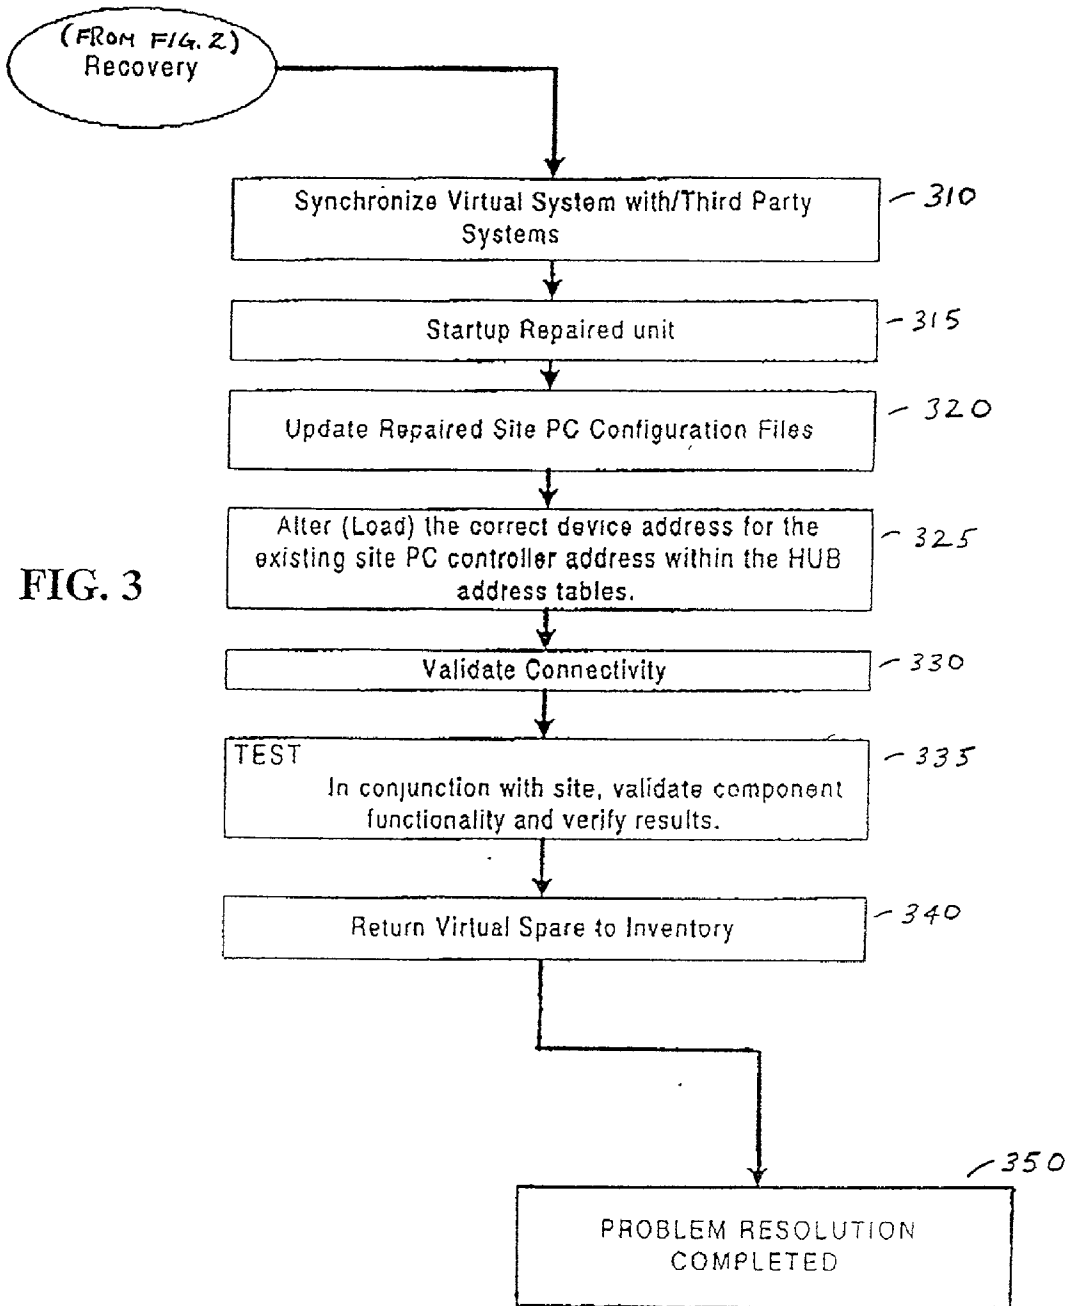 (FROM FIG. 2)
Recovery
Synchronize Virtual System with/Third Party
Systems
310
Startup Repaired unit
315
Update Repaired Site PC Configuration Files
320
Alter (Load) the correct device address for the
existing site PC controller address within the HUB
address tables.
325
FIG. 3
Validate Connectivity
330
TEST
In conjunction with site, validate component
functionality and verify results.
335
Return Virtual Spare to Inventory
340
350
PROBLEM RESOLUTION
COMPLETED